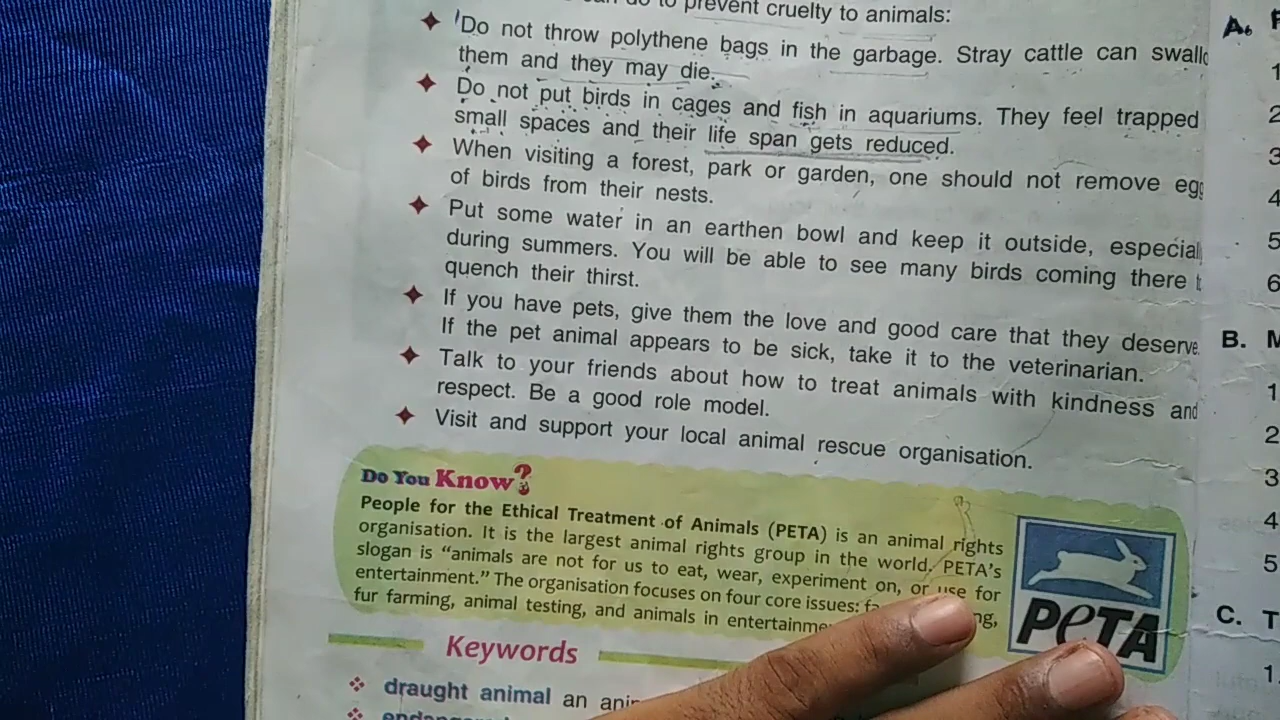 to prevent cruelty to animals:
Do not throw polythene bags in the garbage. Stray cattle can
them and they may die.
Do not put birds in cages and fish in aquariums. They feel trapped
small spaces and their life span gets reduced.
When visiting a forest, park or garden, one should not remove
of birds from their nests.
Put some water in an earthen bowl and keep it outside,
during summers. You will be able to see many birds coming there
quench their thirst.
If you have pets, give them the love and good care that they deserve.
If the pet animal appears to be sick, take it to the veterinarian.
Talk to your friends about how to treat animals with kindness and
respect. Be a good role model.
Visit and support your local animal rescue organisation.
Do You Know?
People for the Ethical Treatment of Animals (PETA) is an animal rights
organisation. It is the largest animal rights group in the world. PETA's
slogan is “animals are not for us to eat, wear, experiment on, or use for
entertainment.” The organisation focuses on four core issues:
fur farming, animal testing, and animals in
PeTA
Keywords
draught animal an
A.
1
2
3
4
5
6
B. M
1
2
3
4
5
C. T
1.